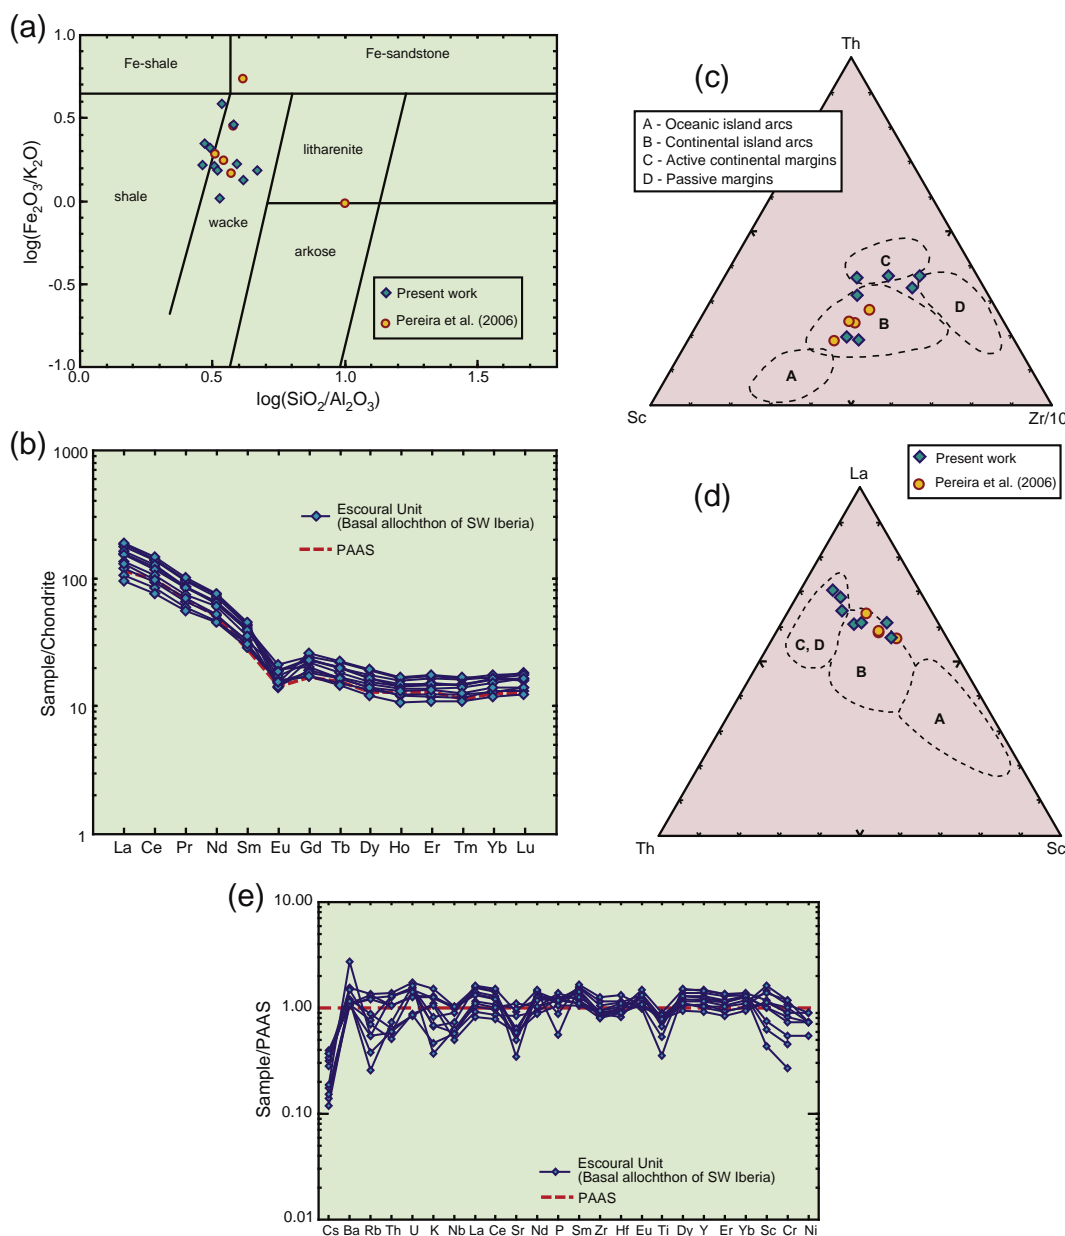 (a)
1.0
0.5
0.0
-0.5
-1.0
log(Fe2O3/K2O)
Fe-shale
Fe-sandstone
litharenite
shale
wacke
arkose
Present work
Pereira et al. (2006)
0.0
0.5
1.0
1.5
log(SiO2/Al2O3)
(c)
Th
A - Oceanic island arcs
B - Continental island arcs
C - Active continental margins
D - Passive margins
C
D
B
A
Sc
Zr/10
(b)
1000
100
10
1
Sample/Chondrite
Escoural Unit
(Basal allochthon of SW Iberia)
PAAS
La Ce Pr Nd Sm Eu Gd Tb Dy Ho Er Tm Yb Lu
(d)
La
Present work
Pereira et al. (2006)
C, D
B
A
Th
Sc
(e)
10.00
1.00
0.10
0.01
Sample/PAAS
Escoural Unit
(Basal allochthon of SW Iberia)
PAAS
Cs Ba Rb Th U K Nb La Ce Sr Nd P Sm Zr Hf Eu Ti Dy Y Er Yb Sc Cr Ni